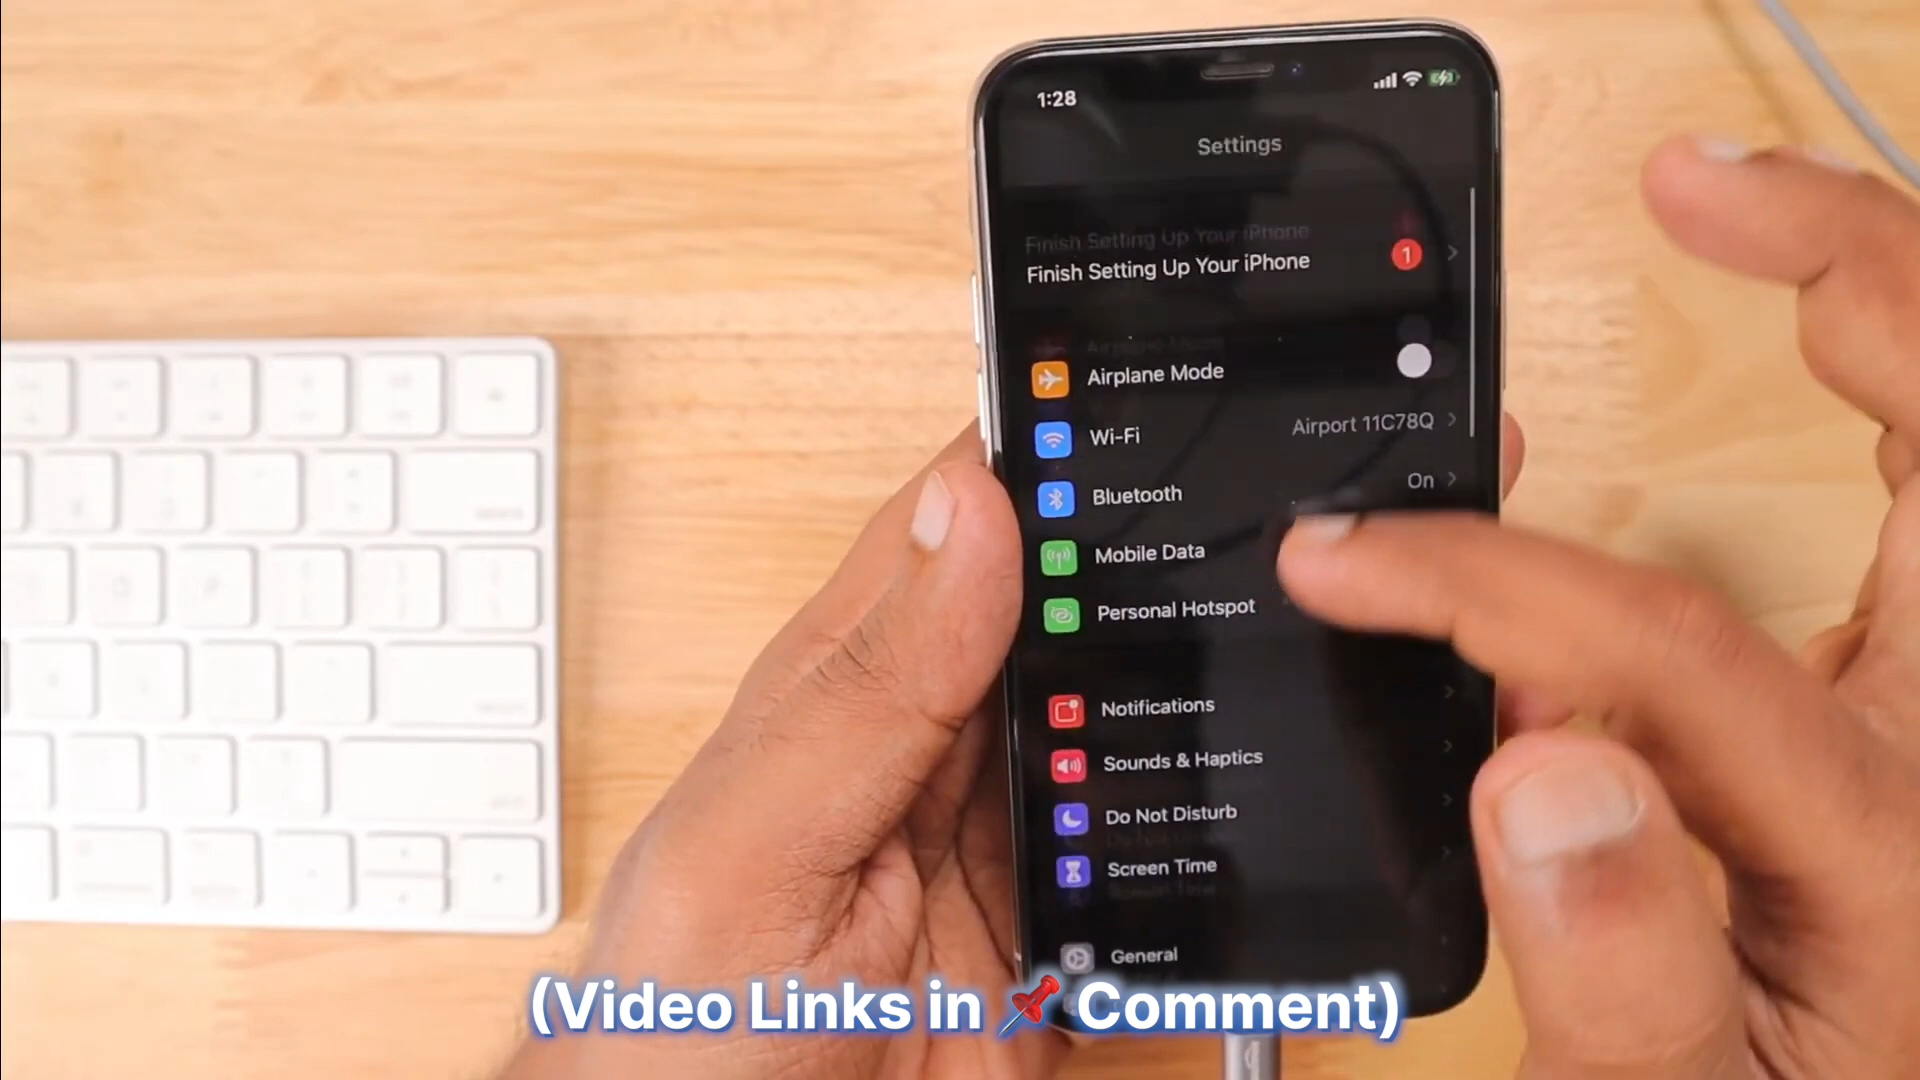 1:28
Settings
Finish Setting Up Your iPhone
1
Airplane Mode
Wi-Fi
Airport 11C78Q
Bluetooth
On
Mobile Data
Personal Hotspot
Notifications
Sounds & Haptics
Do Not Disturb
Screen Time
General
(Video Links in 📌 Comment)